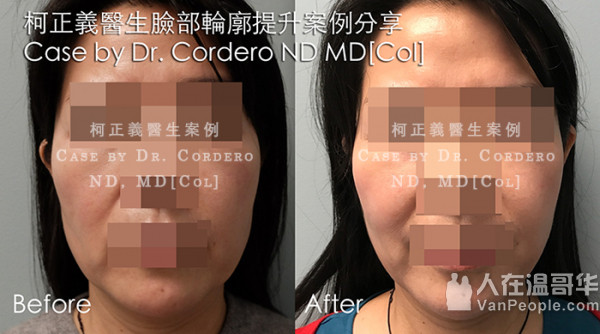 柯正義醫生臉部輪廓提升案例分享
Case by Dr. Cordero ND MD[Col]
柯正義醫生案例
Case by Dr. Cordero
ND, MD[Col]
柯正義醫生案例
Case by Dr. Cordero
ND, MD[Col]
Before
After
人在温哥华
VanPeople.com